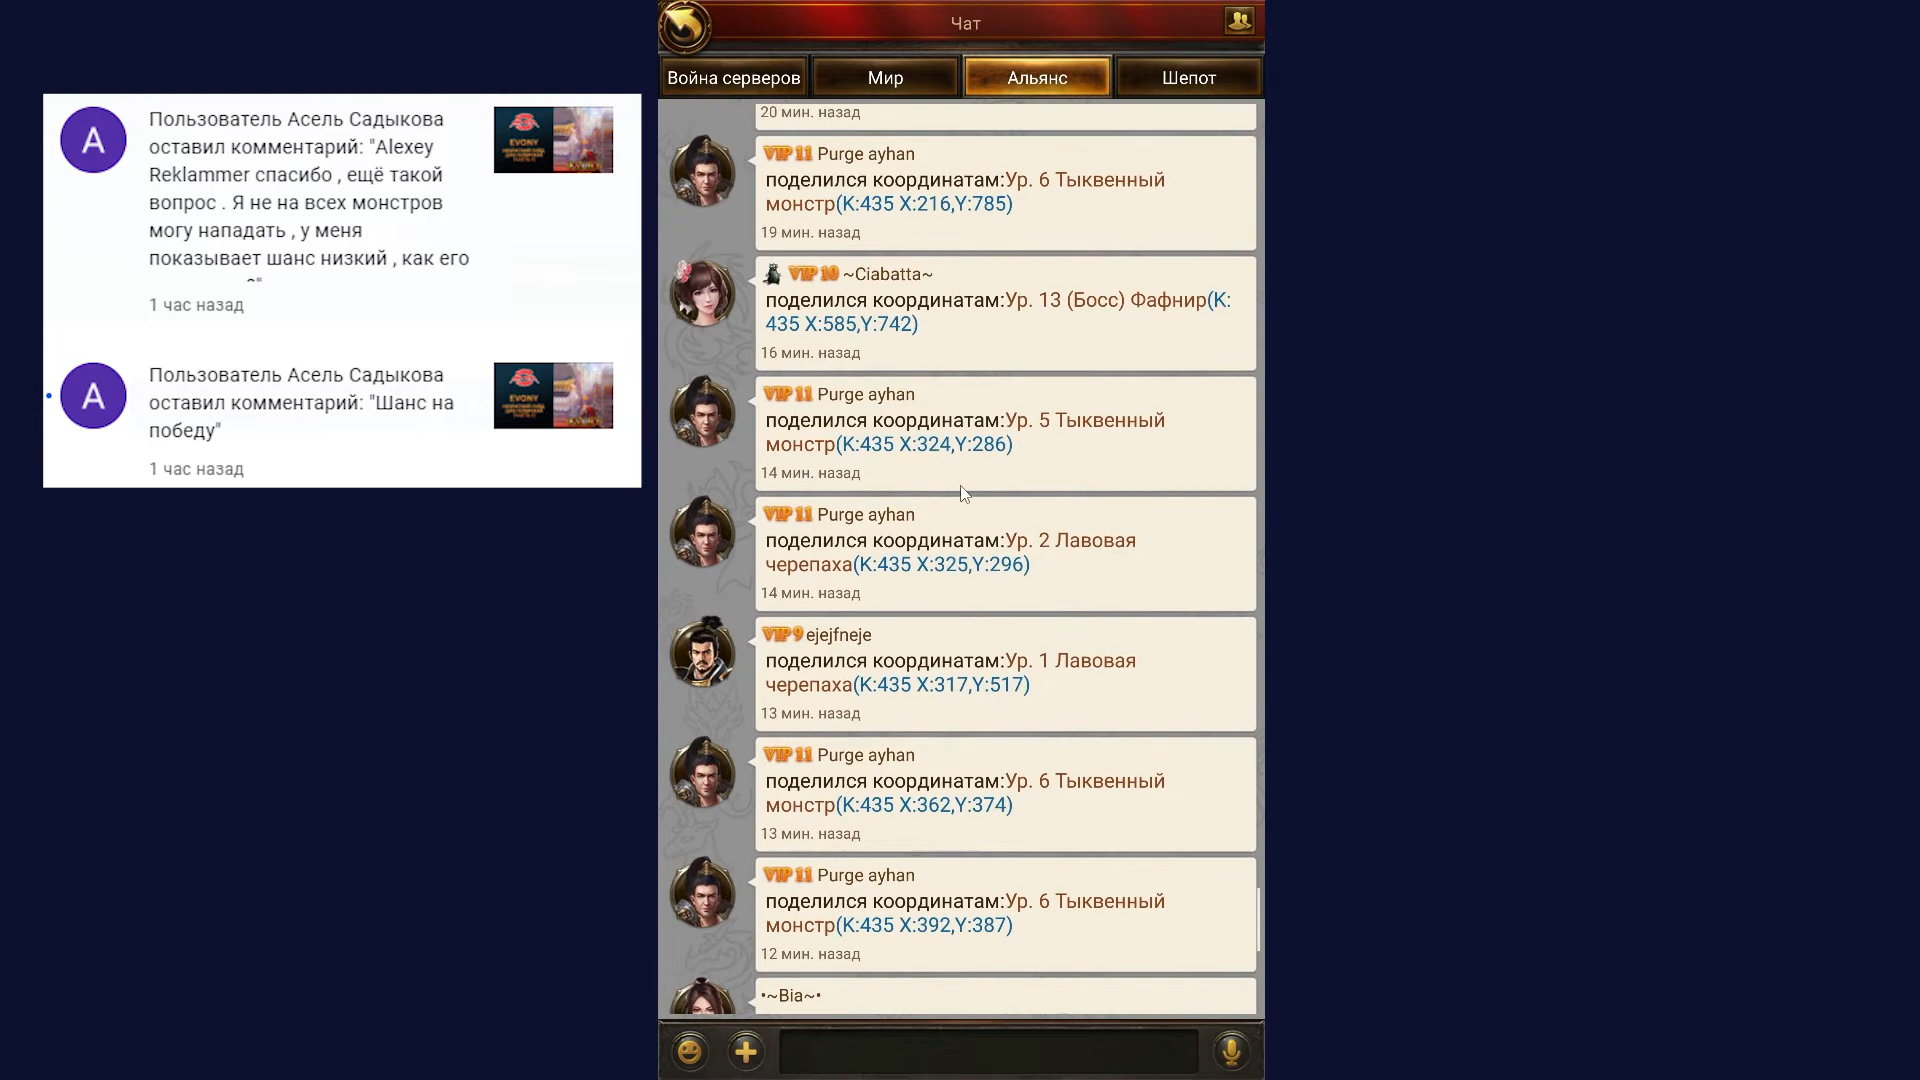 Пользователь Асель Садыкова
оставил комментарий: "Alexey
Reklammer спасибо , ещё такой
вопрос . Я не на всех монстров
могу нападать , у меня
показывает шанс низкий , как его
1 час назад
EVONY
Пользователь Асель Садыкова
оставил комментарий: "Шанс на
победу"
1 час назад
EVONY
Чат
Война серверов
Мир
Альянс
Шепот
20 мин. назад
VIP 11 Purge ayhan
поделился координатам:Ур. 6 Тыквенный
монстр(K:435 X:216,Y:785)
19 мин. назад
VIP 10 ~Ciabatta~
поделился координатам:Ур. 13 (Босс) Фафнир(K:
435 X:585,Y:742)
16 мин. назад
VIP 11 Purge ayhan
поделился координатам:Ур. 5 Тыквенный
монстр(K:435 X:324,Y:286)
14 мин. назад
VIP 11 Purge ayhan
поделился координатам:Ур. 2 Лавовая
черепаха(K:435 X:325,Y:296)
14 мин. назад
VIP 9 ejejfneje
поделился координатам:Ур. 1 Лавовая
черепаха(K:435 X:317,Y:517)
13 мин. назад
VIP 11 Purge ayhan
поделился координатам:Ур. 6 Тыквенный
монстр(K:435 X:362,Y:374)
13 мин. назад
VIP 11 Purge ayhan
поделился координатам:Ур. 6 Тыквенный
монстр(K:435 X:392,Y:387)
12 мин. назад
•~Bia~•